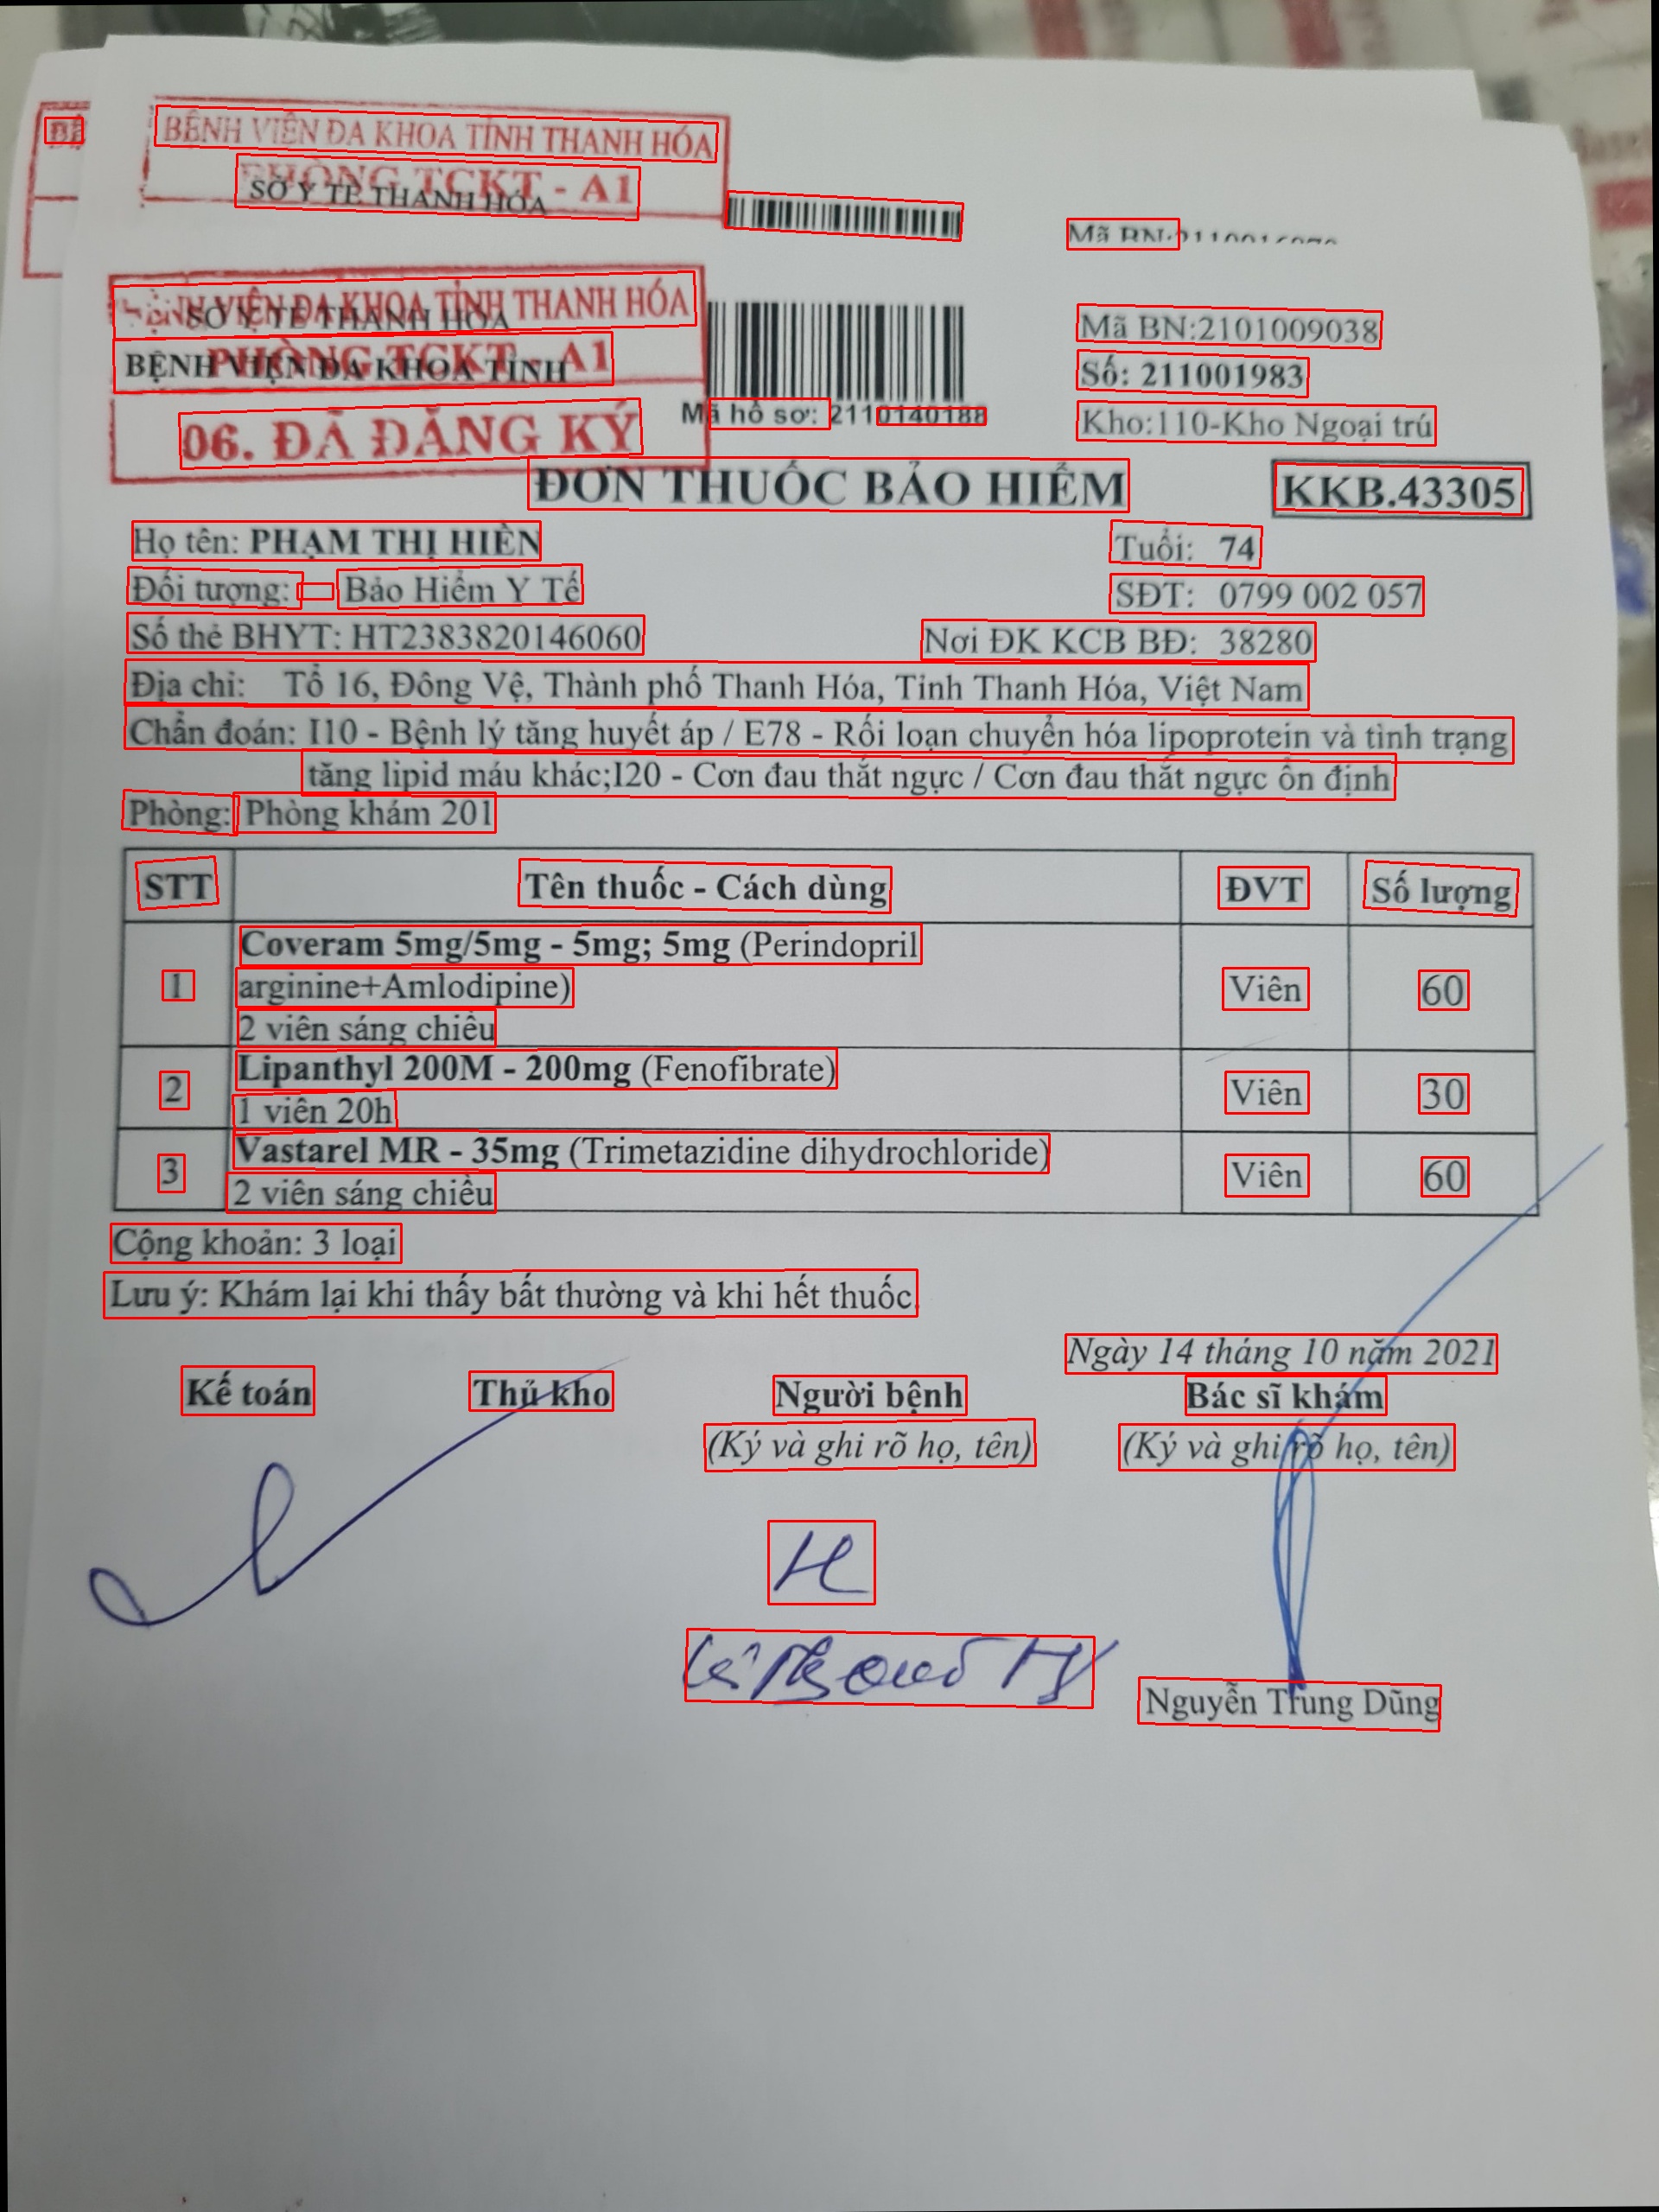 BỆNH VIỆN ĐA KHOA TỈNH THANH HÓA
PHÒNG TCKT - A1
SỞ Y TẾ THANH HÓA
Mã BN:
BỆNH VIỆN ĐA KHOA TỈNH THANH HÓA
SỞ Y TẾ THANH HÓA
Mã BN:2101009038
PHÒNG TCKT - A1
BỆNH VIỆN ĐA KHOA TỈNH
Số: 211001983
06. ĐÃ ĐĂNG KÝ
Mã hồ sơ: 2110140188
Kho:110-Kho Ngoại trú
ĐƠN THUỐC BẢO HIỂM
KKB.43305
Họ tên: PHẠM THỊ HIỀN
Tuổi: 74
Đối tượng: Bảo Hiểm Y Tế
SĐT: 0799 002 057
Số thẻ BHYT: HT2383820146060
Nơi ĐK KCB BĐ: 38280
Địa chỉ: Tổ 16, Đông Vệ, Thành phố Thanh Hóa, Tỉnh Thanh Hóa, Việt Nam
Chẩn đoán: I10 - Bệnh lý tăng huyết áp / E78 - Rối loạn chuyển hóa lipoprotein và tình trạng
tăng lipid máu khác;I20 - Cơn đau thắt ngực / Cơn đau thắt ngực ổn định
Phòng: Phòng khám 201
STT Tên thuốc - Cách dùng ĐVT Số lượng
Coveram 5mg/5mg - 5mg; 5mg (Perindopril
1 arginine+Amlodipine) Viên 60
2 viên sáng chiều
Lipanthyl 200M - 200mg (Fenofibrate)
2 Viên 30
1 viên 20h
Vastarel MR - 35mg (Trimetazidine dihydrochloride)
3 Viên 60
2 viên sáng chiều
Cộng khoản: 3 loại
Lưu ý: Khám lại khi thấy bất thường và khi hết thuốc.
Ngày 14 tháng 10 năm 2021
Kế toán Thủ kho Người bệnh Bác sĩ khám
(Ký và ghi rõ họ, tên) (Ký và ghi rõ họ, tên)
H
Nguyễn Trung Dũng